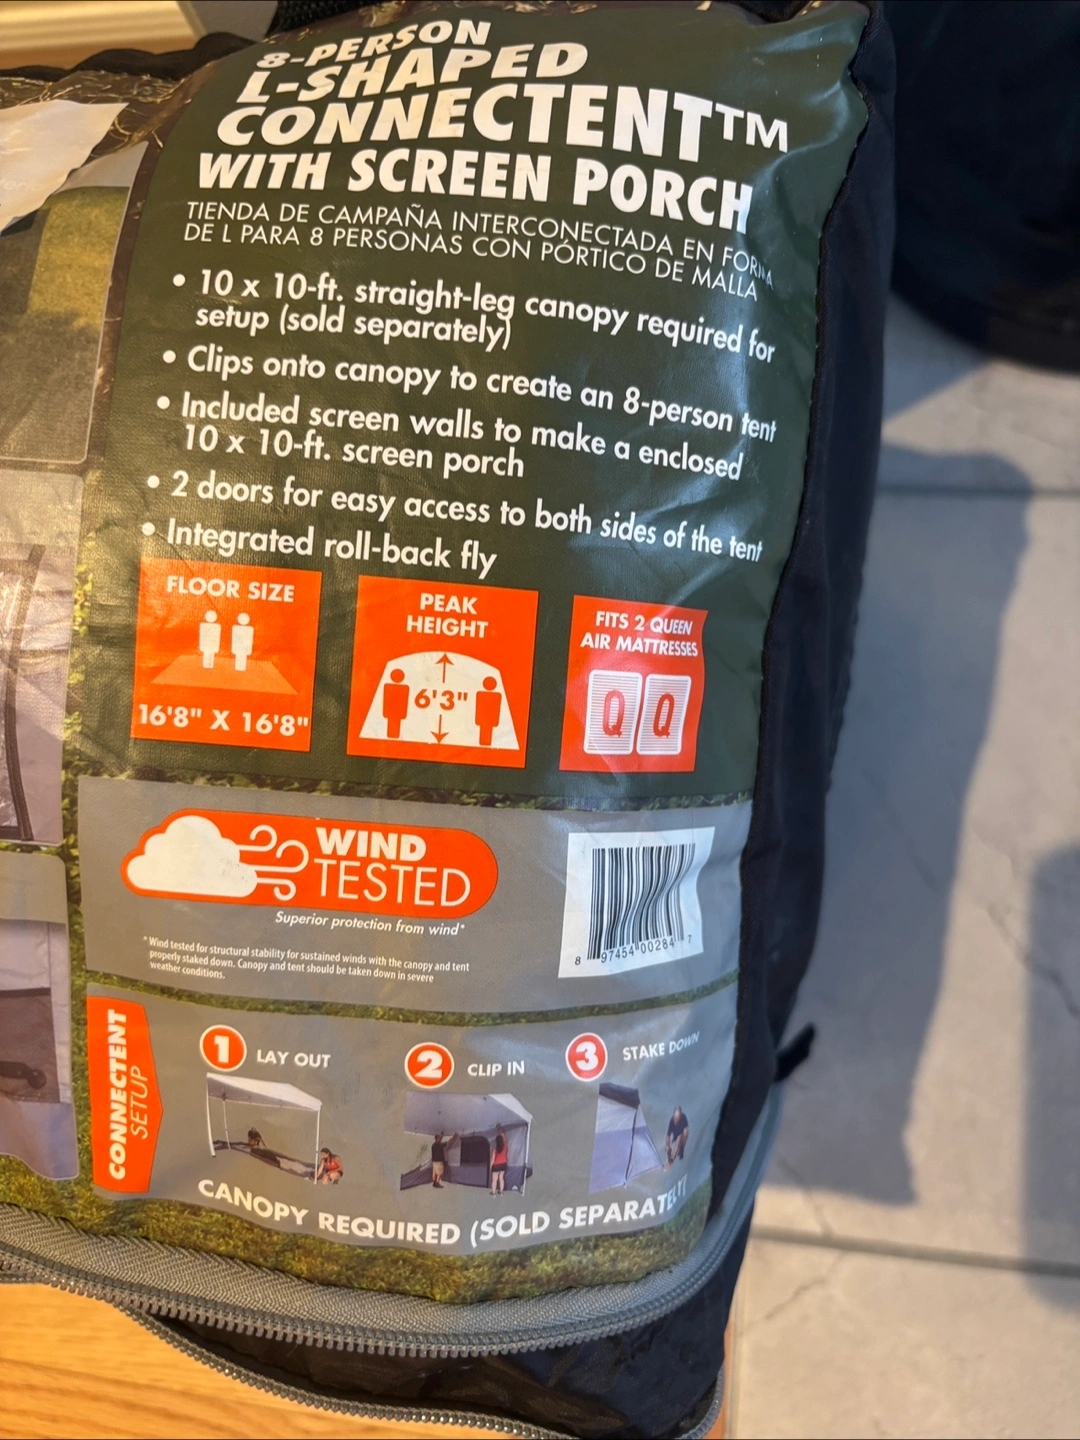 8-PERSON
L-SHAPED
CONNECTENT™
WITH SCREEN PORCH
TIENDA DE CAMPAÑA INTERCONECTADA EN FORMA
DE L PARA 8 PERSONAS CON PÓRTICO DE MALLA
• 10 x 10-ft. straight-leg canopy required for
setup (sold separately)
• Clips onto canopy to create an 8-person tent
• Included screen walls to make a enclosed
10 x 10-ft. screen porch
• 2 doors for easy access to both sides of the tent
• Integrated roll-back fly
FLOOR SIZE
16'8" X 16'8"
PEAK
HEIGHT
6'3"
FITS 2 QUEEN
AIR MATTRESSES
Q Q
WIND
TESTED
Superior protection from wind*
*Wind tested for structural stability for sustained winds with the canopy and tent
properly staked down. Canopy and tent should be taken down in severe
weather conditions.
8 97454 00284 7
CONNECTENT
SETUP
1 LAY OUT
2 CLIP IN
3 STAKE DOWN
CANOPY REQUIRED (SOLD SEPARATELY)